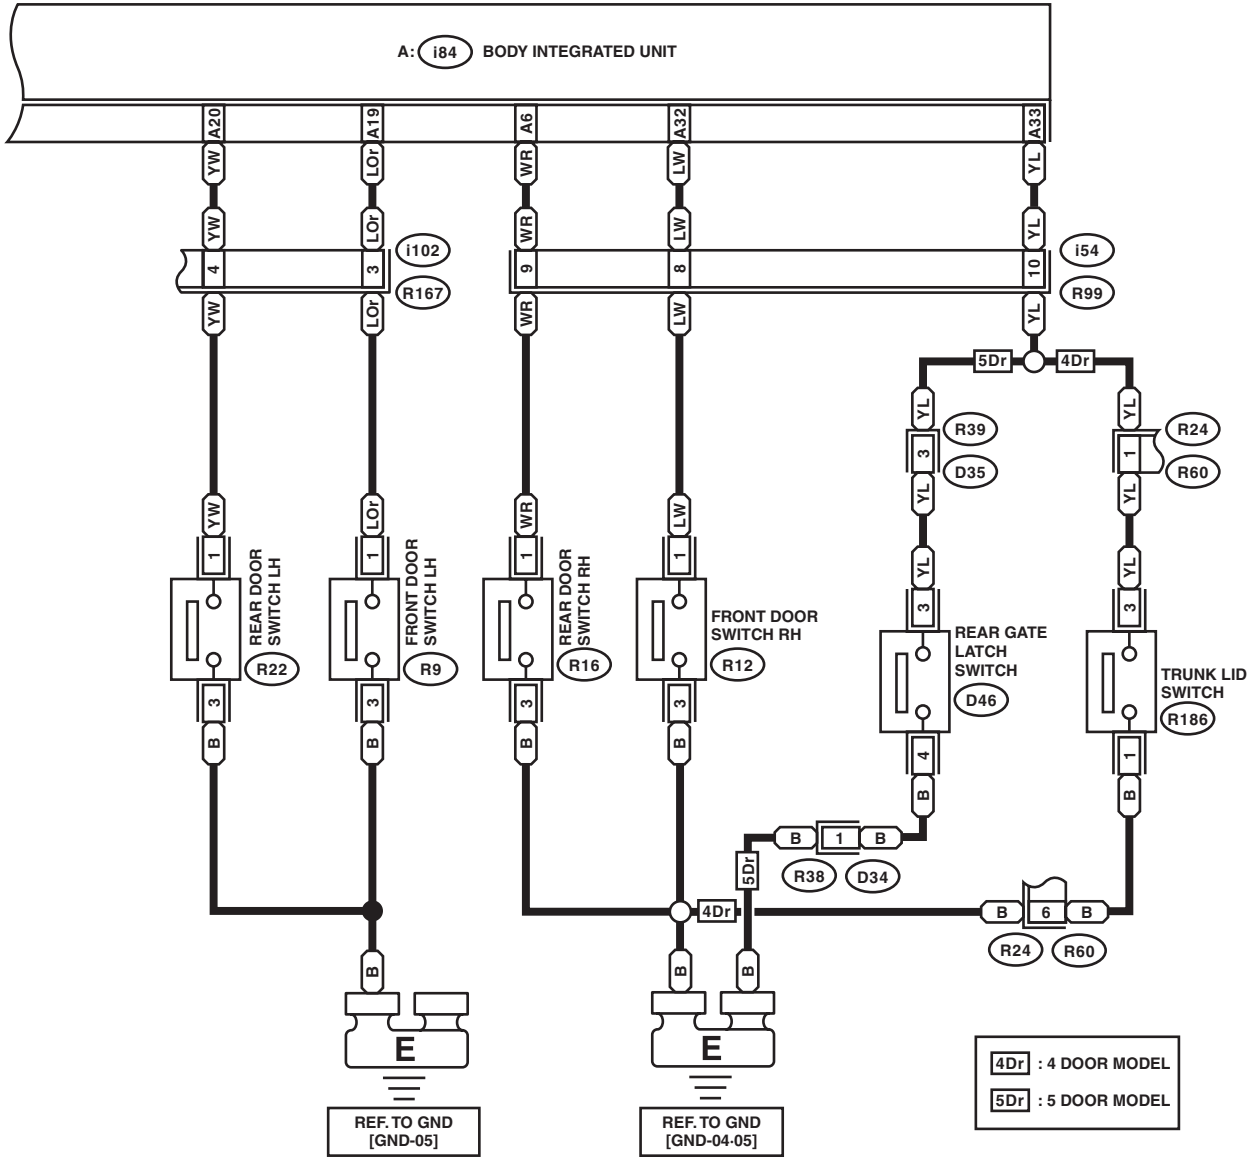 A: i84 BODY INTEGRATED UNIT
A20 A19 A6 A32 A33
YW LOr WR LW YL
YW LOr WR LW YL
i102 i54
4 3 9 8 10
R167 R99
YW LOr WR LW YL
5Dr 4Dr
YL YL
R39 R24
3 1
D35 R60
YL YL
YW LOr WR LW
1 1 1 1
YL YL
3 3
REAR DOOR
SWITCH LH
R22
FRONT DOOR
SWITCH LH
R9
REAR DOOR
SWITCH RH
R16
FRONT DOOR
SWITCH RH
R12
REAR GATE
LATCH
SWITCH
D46
TRUNK LID
SWITCH
R186
3 3 3 3
4 1
B B B B
B B
B 1 B
5Dr
R38 D34
4Dr
B 6 B
R24 R60
B B B
E E
REF. TO GND
[GND-05]
REF. TO GND
[GND-04·05]
4Dr : 4 DOOR MODEL
5Dr : 5 DOOR MODEL